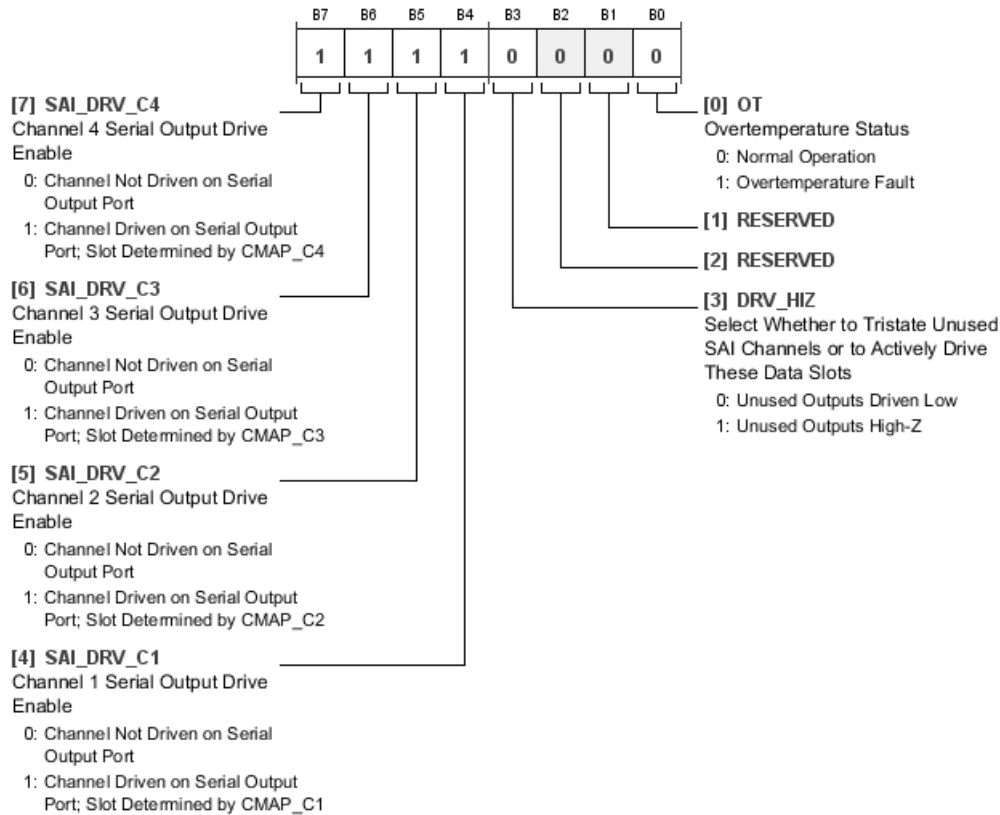 B7 B6 B5 B4 B3 B2 B1 B0
1 1 1 1 0 0 0 0
[7] SAI_DRV_C4
Channel 4 Serial Output Drive
Enable
0: Channel Not Driven on Serial
Output Port
1: Channel Driven on Serial Output
Port; Slot Determined by CMAP_C4
[6] SAI_DRV_C3
Channel 3 Serial Output Drive
Enable
0: Channel Not Driven on Serial
Output Port
1: Channel Driven on Serial Output
Port; Slot Determined by CMAP_C3
[5] SAI_DRV_C2
Channel 2 Serial Output Drive
Enable
0: Channel Not Driven on Serial
Output Port
1: Channel Driven on Serial Output
Port; Slot Determined by CMAP_C2
[4] SAI_DRV_C1
Channel 1 Serial Output Drive
Enable
0: Channel Not Driven on Serial
Output Port
1: Channel Driven on Serial Output
Port; Slot Determined by CMAP_C1
[0] OT
Overtemperature Status
0: Normal Operation
1: Overtemperature Fault
[1] RESERVED
[2] RESERVED
[3] DRV_HIZ
Select Whether to Tristate Unused
SAI Channels or to Actively Drive
These Data Slots
0: Unused Outputs Driven Low
1: Unused Outputs High-Z